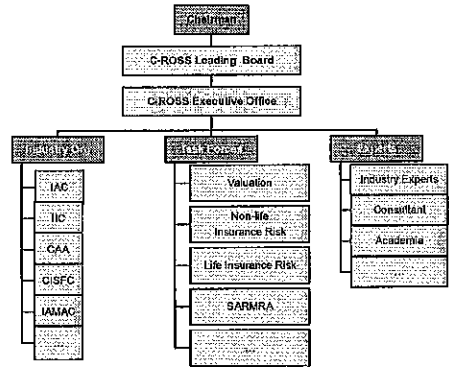 Chairman
C-ROSS Leading Board
C-ROSS Executive Office
Task Forces
Experts
IAC
IIC
CAA
CISFC
IAMAC
...
Valuation
Non-life
Insurance Risk
Life Insurance Risk
SARMRA
...
Industry Experts
Consultant
Academia
...